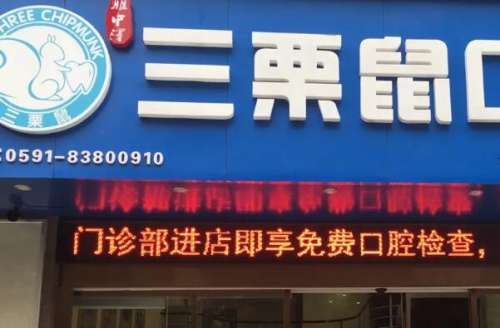 THREE CHIPMUNK
三栗鼠
三栗鼠口
0591-83800910
门诊部进店即享免费口腔检查,